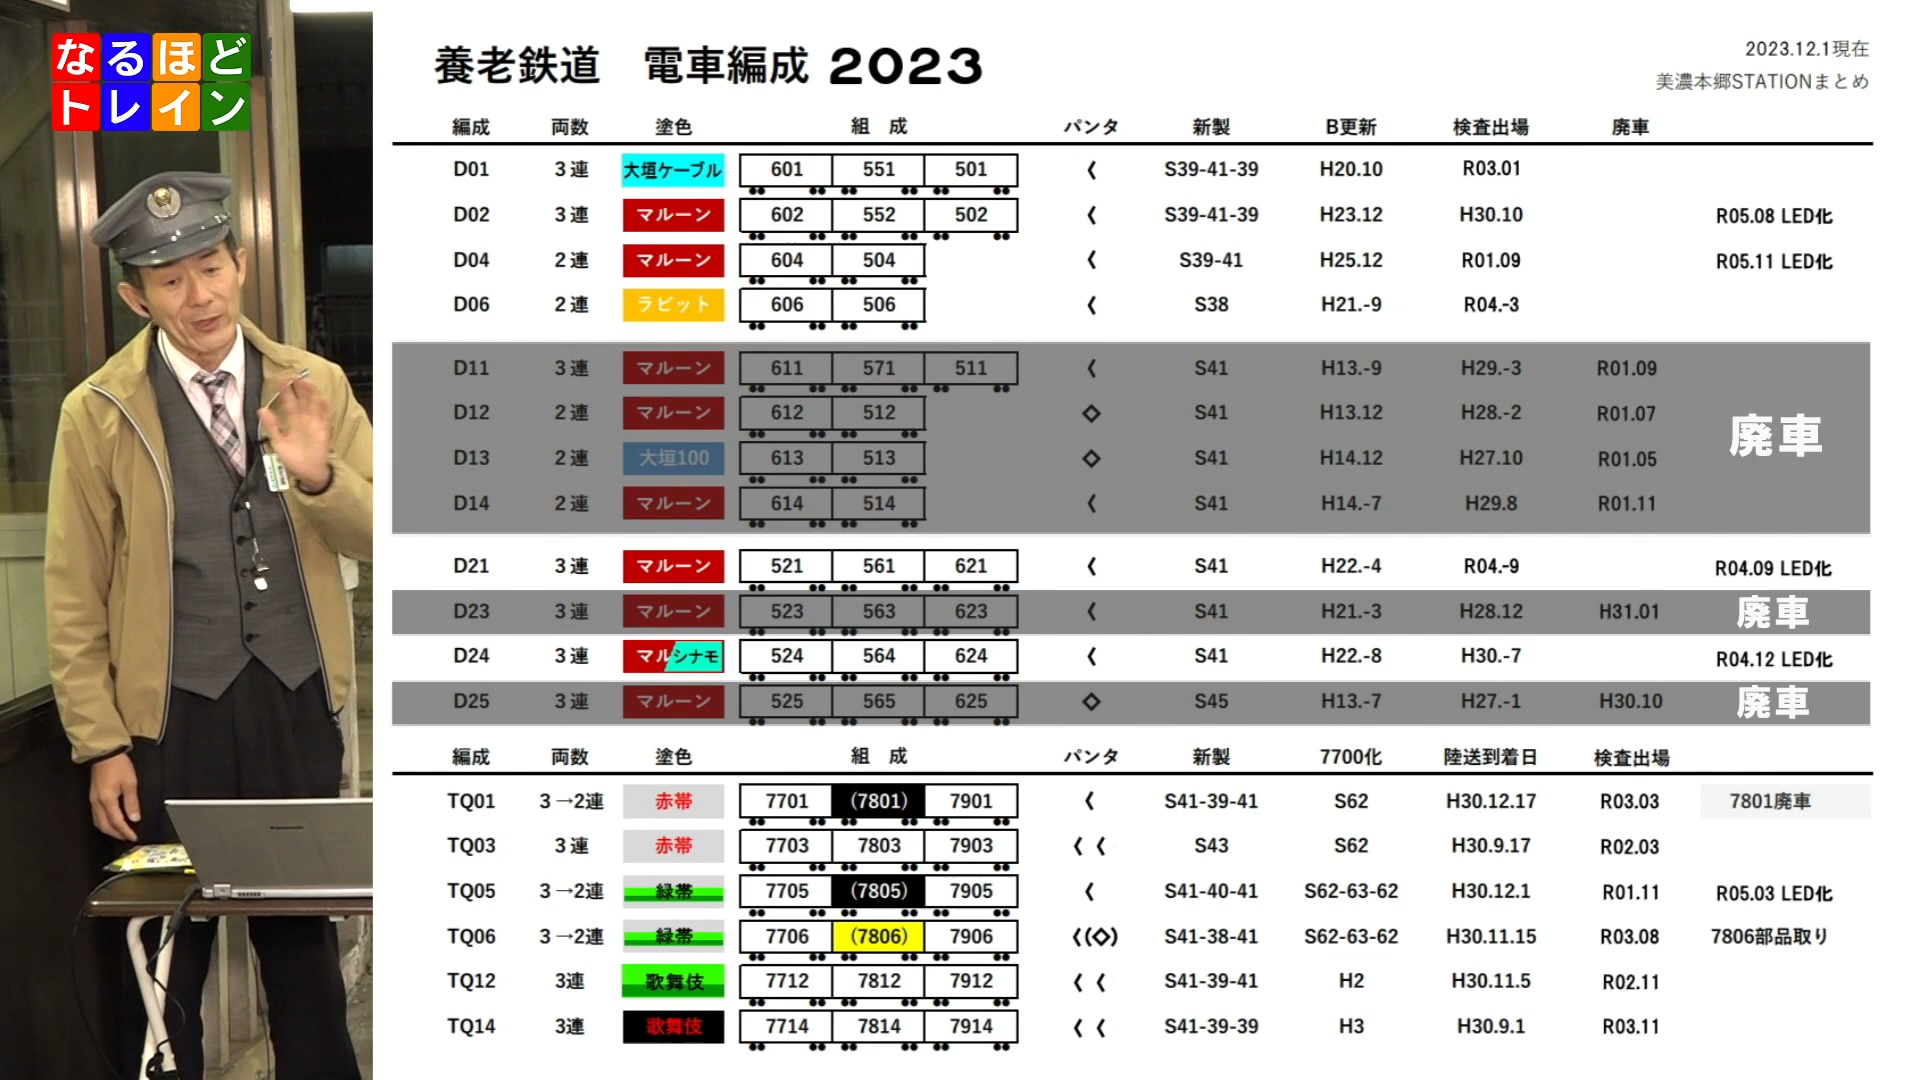 なるほど
トレイン
養老鉄道 電車編成 2023
2023.12.1現在
美濃本郷STATIONまとめ
編成 両数 塗色 組 成 パンタ 新製 B更新 検査出場 廃車
D01 3連 大垣ケーブル 601 551 501 く S39-41-39 H20.10 R03.01
D02 3連 マルーン 602 552 502 く S39-41-39 H23.12 H30.10 R05.08 LED化
D04 2連 マルーン 604 504 く S39-41 H25.12 R01.09 R05.11 LED化
D06 2連 ラビット 606 506 く S38 H21.-9 R04.-3
D11 3連 マルーン 611 571 511 く S41 H13.-9 H29.-3 R01.09
D12 2連 マルーン 612 512 ◇ S41 H13.12 H28.-2 R01.07
廃車
D13 2連 大垣100 613 513 ◇ S41 H14.12 H27.10 R01.05
D14 2連 マルーン 614 514 く S41 H14.-7 H29.8 R01.11
D21 3連 マルーン 521 561 621 く S41 H22.-4 R04.-9 R04.09 LED化
D23 3連 マルーン 523 563 623 く S41 H21.-3 H28.12 H31.01 廃車
D24 3連 マルシナモ 524 564 624 く S41 H22.-8 H30.-7 R04.12 LED化
D25 3連 マルーン 525 565 625 ◇ S45 H13.-7 H27.-1 H30.10 廃車
編成 両数 塗色 組 成 パンタ 新製 7700化 陸送到着日 検査出場
TQ01 3→2連 赤帯 7701 (7801) 7901 く S41-39-41 S62 H30.12.17 R03.03 7801廃車
TQ03 3連 赤帯 7703 7803 7903 くく S43 S62 H30.9.17 R02.03
TQ05 3→2連 緑帯 7705 (7805) 7905 く S41-40-41 S62-63-62 H30.12.1 R01.11 R05.03 LED化
TQ06 3→2連 緑帯 7706 (7806) 7906 く(◇) S41-38-41 S62-63-62 H30.11.15 R03.08 7806部品取り
TQ12 3連 歌舞伎 7712 7812 7912 くく S41-39-41 H2 H30.11.5 R02.11
TQ14 3連 歌舞伎 7714 7814 7914 くく S41-39-39 H3 H30.9.1 R03.11
Panasonic